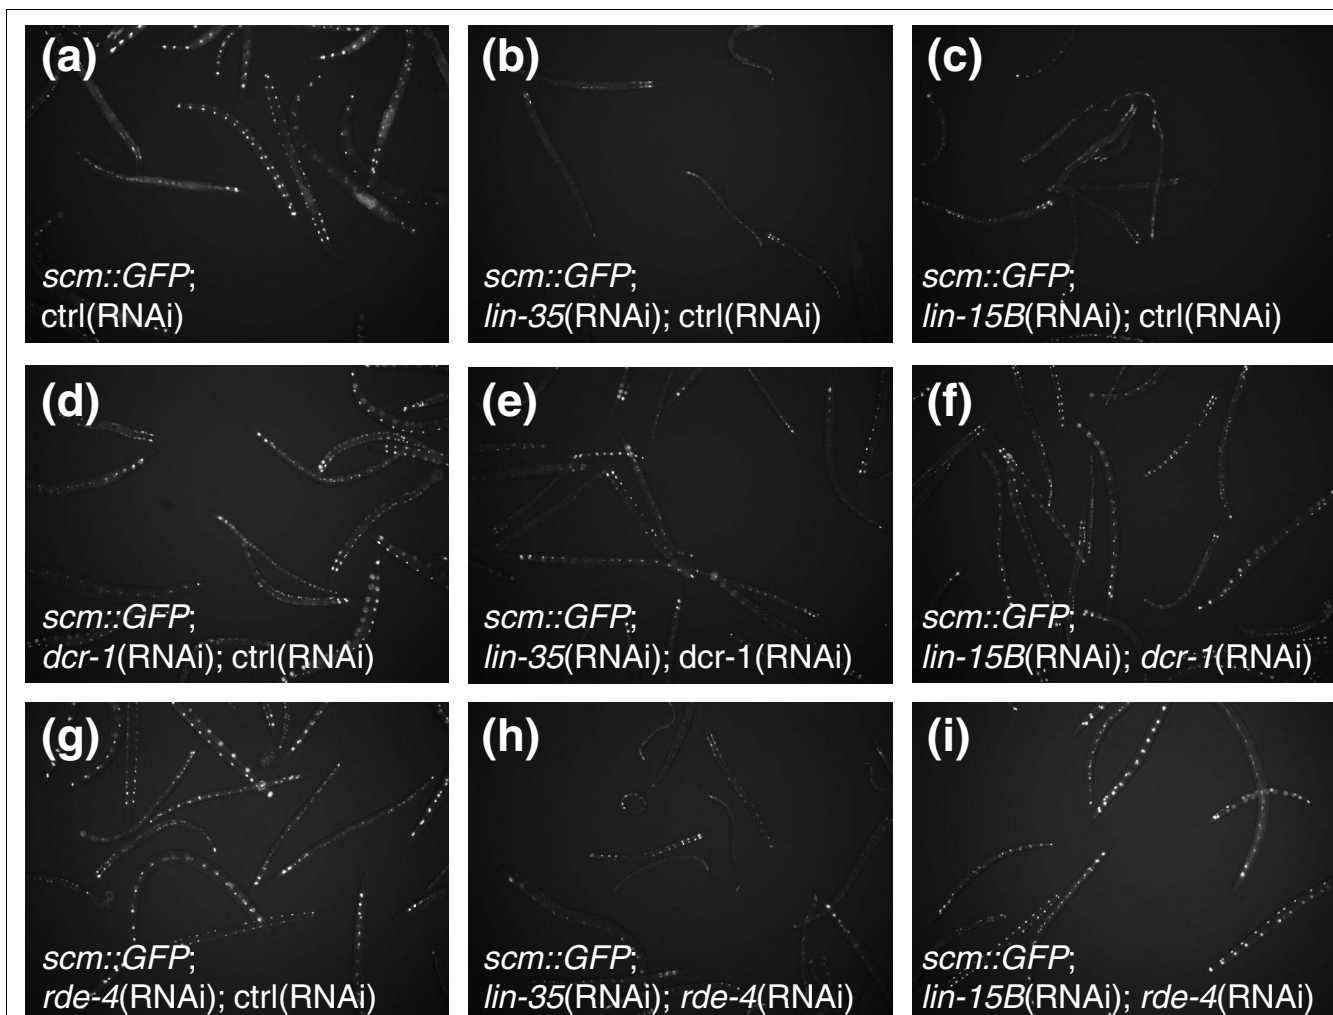 (a)
scm::GFP;
ctrl(RNAi)
(b)
scm::GFP;
lin-35(RNAi); ctrl(RNAi)
(c)
scm::GFP;
lin-15B(RNAi); ctrl(RNAi)
(d)
scm::GFP;
dcr-1(RNAi); ctrl(RNAi)
(e)
scm::GFP;
lin-35(RNAi); dcr-1(RNAi)
(f)
scm::GFP;
lin-15B(RNAi); dcr-1(RNAi)
(g)
scm::GFP;
rde-4(RNAi); ctrl(RNAi)
(h)
scm::GFP;
lin-35(RNAi); rde-4(RNAi)
(i)
scm::GFP;
lin-15B(RNAi); rde-4(RNAi)